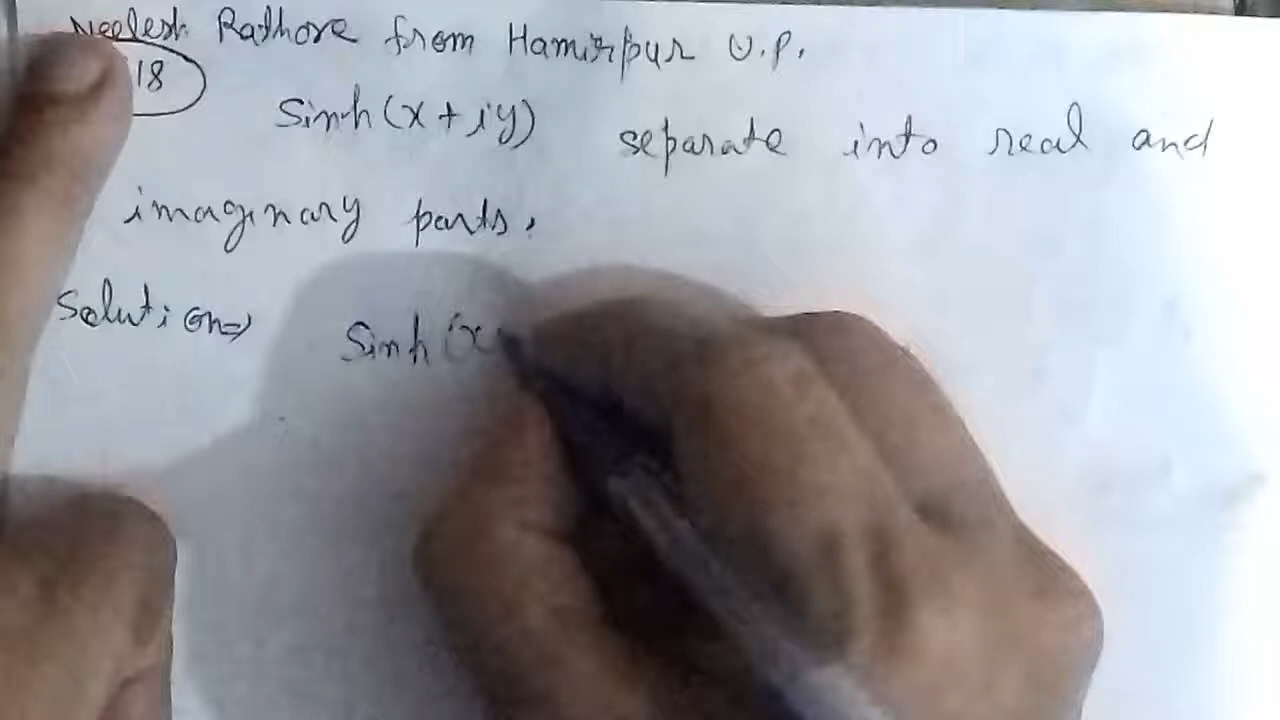 Neelesh Rathore from Hamirpur U.P.
18
Sinh(x+iy) separate into real and
imaginary parts.
Solution⇒ Sinh(x